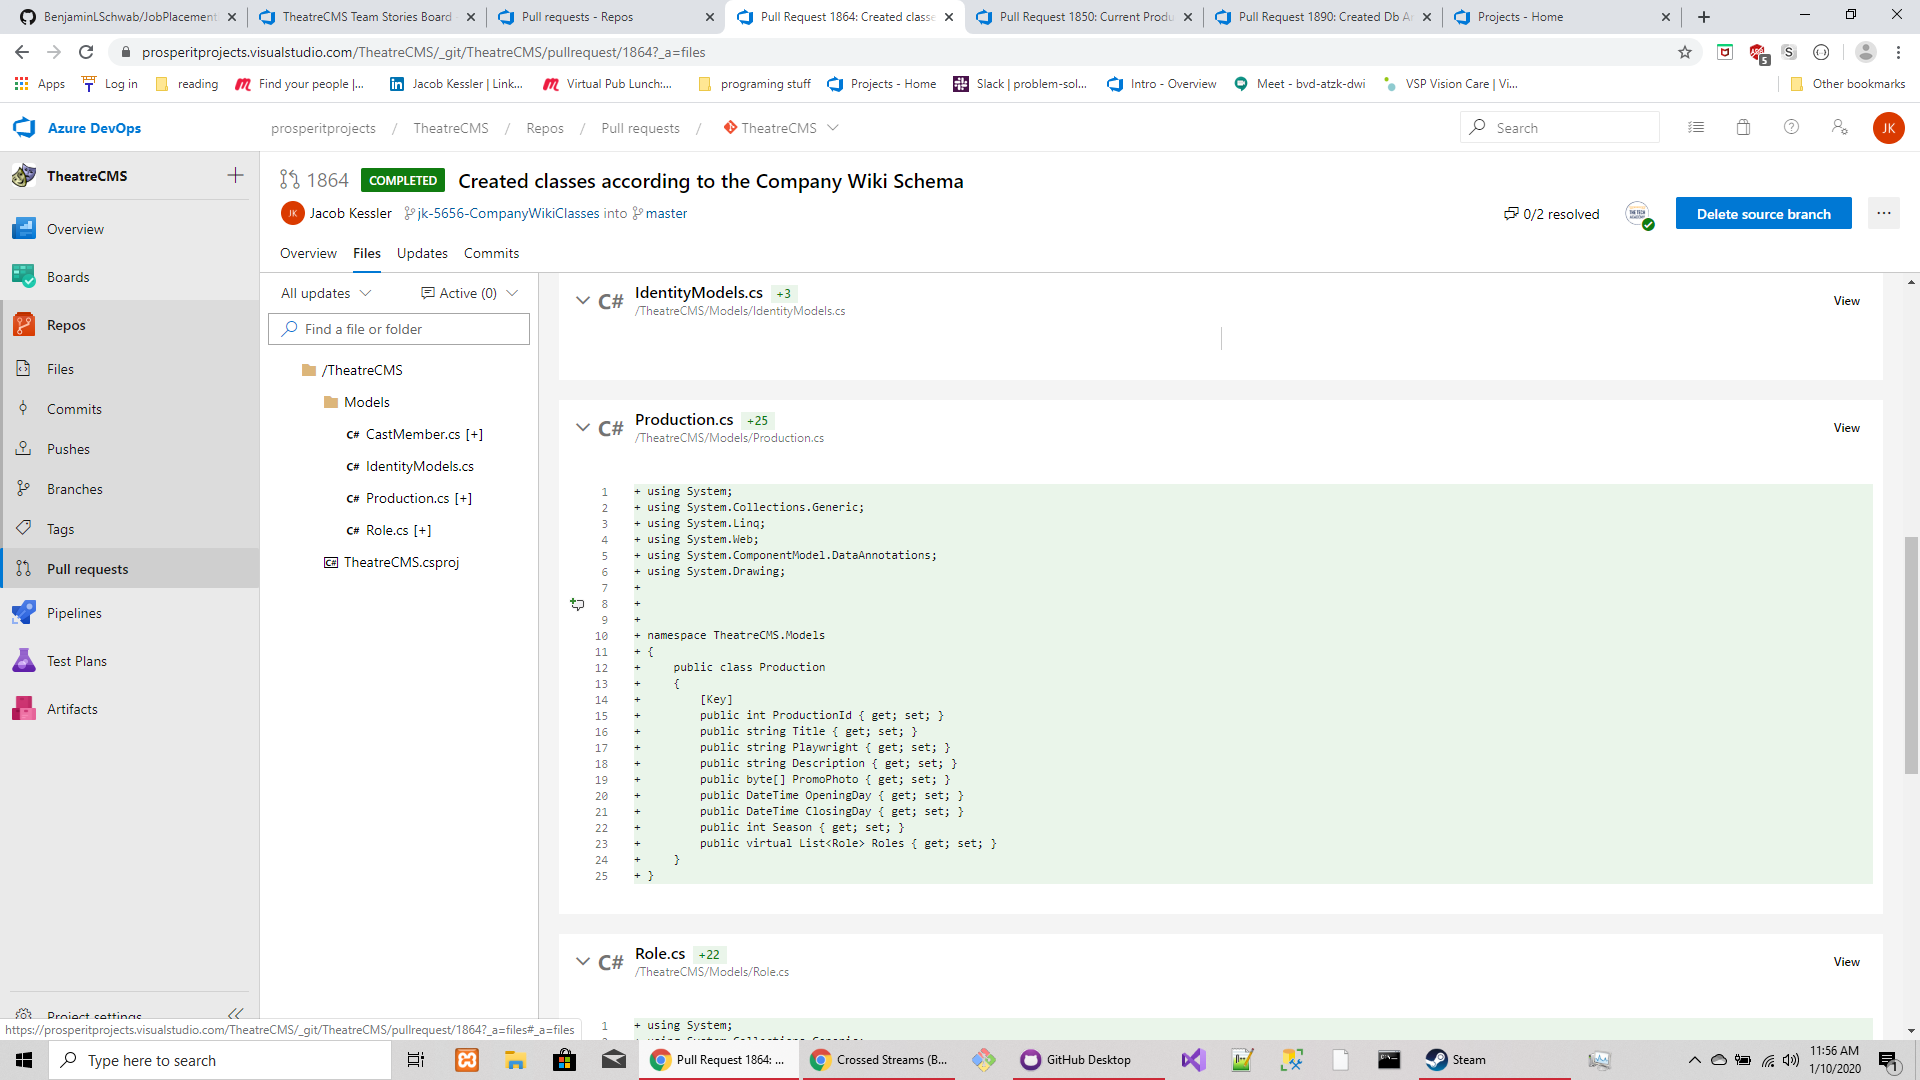 BenjaminLSchwab/JobPlacement
TheatreCMS Team Stories Board
Pull requests - Repos
Pull Request 1864: Created classe
Pull Request 1850: Current Produ
Pull Request 1890: Created Db A
Projects - Home
prosperitprojects.visualstudio.com/TheatreCMS/_git/TheatreCMS/pullrequest/1864?_a=files
5
S
Apps
Log in
reading
Find your people |...
Jacob Kessler | Link...
Virtual Pub Lunch:...
programing stuff
Projects - Home
Slack | problem-sol...
Intro - Overview
Meet - bvd-atzk-dwi
VSP Vision Care | Vi...
Other bookmarks
Azure DevOps
prosperitprojects / TheatreCMS / Repos / Pull requests / TheatreCMS
Search
JK
TheatreCMS
Overview
Boards
Repos
Files
Commits
Pushes
Branches
Tags
Pull requests
Pipelines
Test Plans
Artifacts
Project settings
1864 COMPLETED Created classes according to the Company Wiki Schema
JK Jacob Kessler jk-5656-CompanyWikiClasses into master
0/2 resolved
Delete source branch
Overview Files Updates Commits
All updates
Active (0)
Find a file or folder
/TheatreCMS
Models
C# CastMember.cs [+]
C# IdentityModels.cs
C# Production.cs [+]
C# Role.cs [+]
C# TheatreCMS.csproj
C# IdentityModels.cs +3
/TheatreCMS/Models/IdentityModels.cs
View
C# Production.cs +25
/TheatreCMS/Models/Production.cs
View
1 + using System;
2 + using System.Collections.Generic;
3 + using System.Linq;
4 + using System.Web;
5 + using System.ComponentModel.DataAnnotations;
6 + using System.Drawing;
7 +
8 +
9 +
10 + namespace TheatreCMS.Models
11 + {
12 + public class Production
13 + {
14 + [Key]
15 + public int ProductionId { get; set; }
16 + public string Title { get; set; }
17 + public string Playwright { get; set; }
18 + public string Description { get; set; }
19 + public byte[] PromoPhoto { get; set; }
20 + public DateTime OpeningDay { get; set; }
21 + public DateTime ClosingDay { get; set; }
22 + public int Season { get; set; }
23 + public virtual List<Role> Roles { get; set; }
24 + }
25 + }
C# Role.cs +22
/TheatreCMS/Models/Role.cs
View
1 + using System;
https://prosperitprojects.visualstudio.com/TheatreCMS/_git/TheatreCMS/pullrequest/1864?_a=files#_a=files
Type here to search
Pull Request 1864: ...
Crossed Streams (B...
GitHub Desktop
Steam
11:56 AM
1/10/2020
1